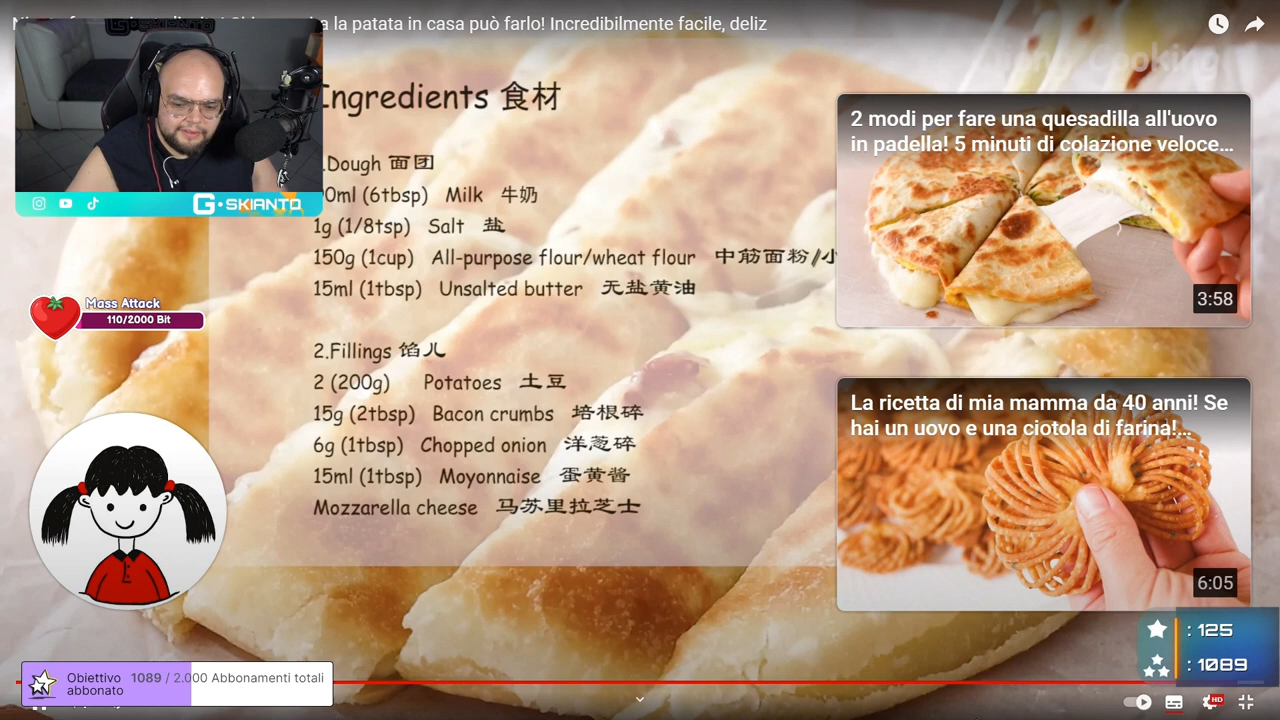 a la patata in casa può farlo! Incredibilmente facile, deliz
Cooking
Ingredients 食材
.Dough 面团
0ml (6tbsp) Milk 牛奶
1g (1/8tsp) Salt 盐
150g (1cup) All-purpose flour/wheat flour 中筋面粉/小
15ml (1tbsp) Unsalted butter 无盐黄油
2.Fillings 馅儿
2 (200g) Potatoes 土豆
15g (2tbsp) Bacon crumbs 培根碎
6g (1tbsp) Chopped onion 洋葱碎
15ml (1tbsp) Moyonnaise 蛋黄酱
Mozzarella cheese 马苏里拉芝士
G-SKIANTO
Mass Attack
110/2000 Bit
2 modi per fare una quesadilla all'uovo
in padella! 5 minuti di colazione veloce...
3:58
La ricetta di mia mamma da 40 anni! Se
hai un uovo e una ciotola di farina!...
6:05
: 125
: 1089
Obiettivo abbonato
1089 / 2.000 Abbonamenti totali
HD